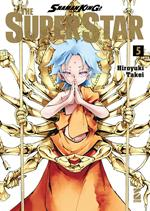 SHAMAN KING
THE
SUPER STAR
5
Hiroyuki Takei